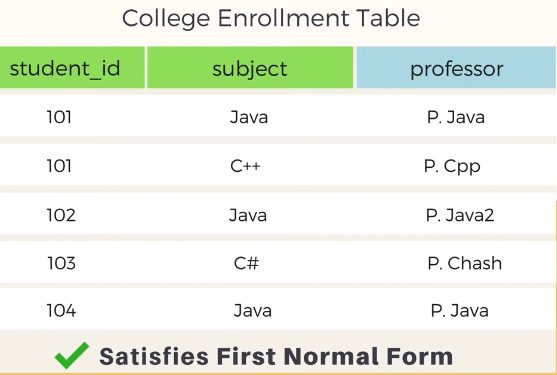 College Enrollment Table
student_id subject professor
101 Java P. Java
101 C++ P. Cpp
102 Java P. Java2
103 C# P. Chash
104 Java P. Java
Satisfies First Normal Form